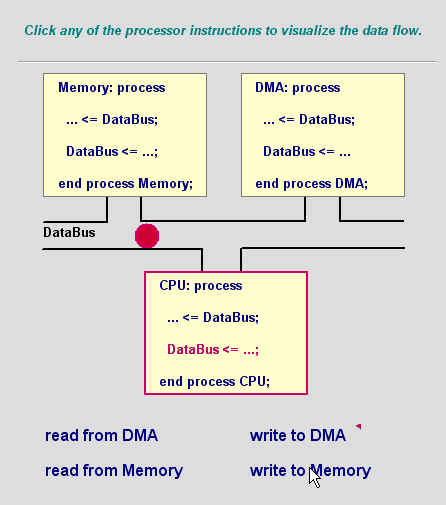 Click any of the processor instructions to visualize the data flow.
Memory: process
... <= DataBus;
DataBus <= ...;
end process Memory;
DMA: process
... <= DataBus;
DataBus <= ...
end process DMA;
DataBus
CPU: process
... <= DataBus;
DataBus <= ...;
end process CPU;
read from DMA
write to DMA
read from Memory
write to Memory